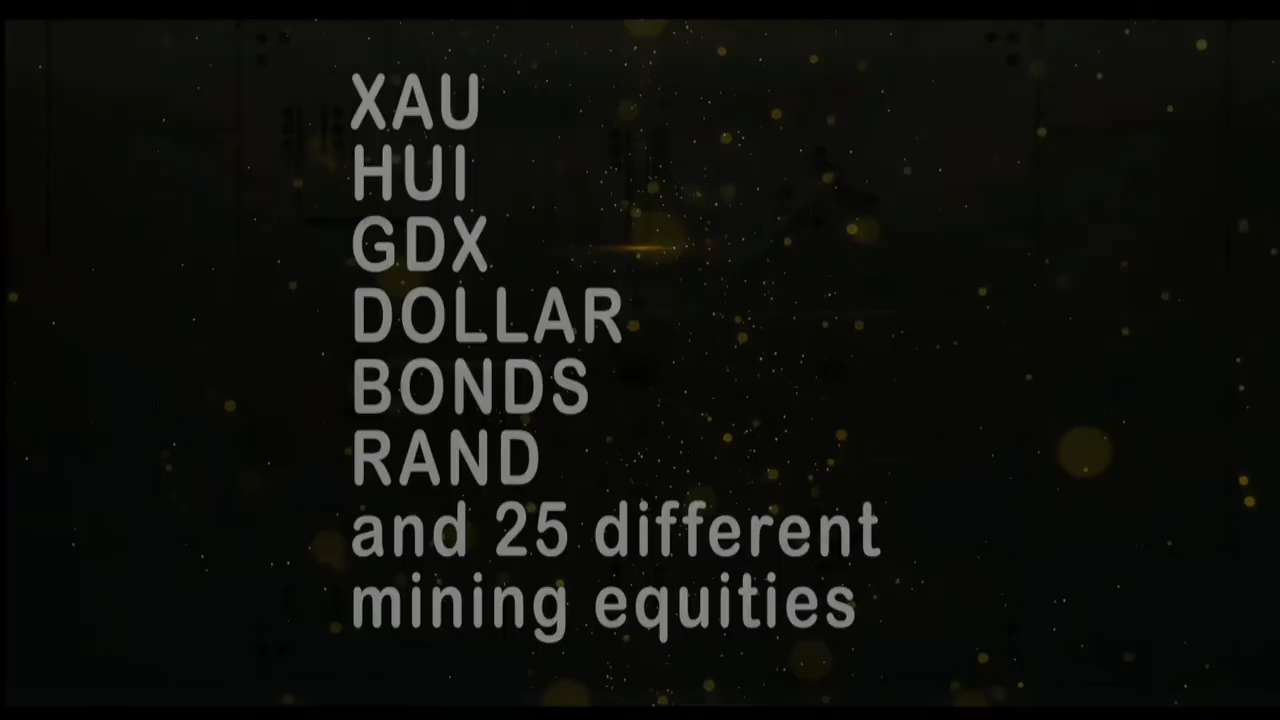 XAU
HUI
GDX
DOLLAR
BONDS
RAND
and 25 different
mining equities